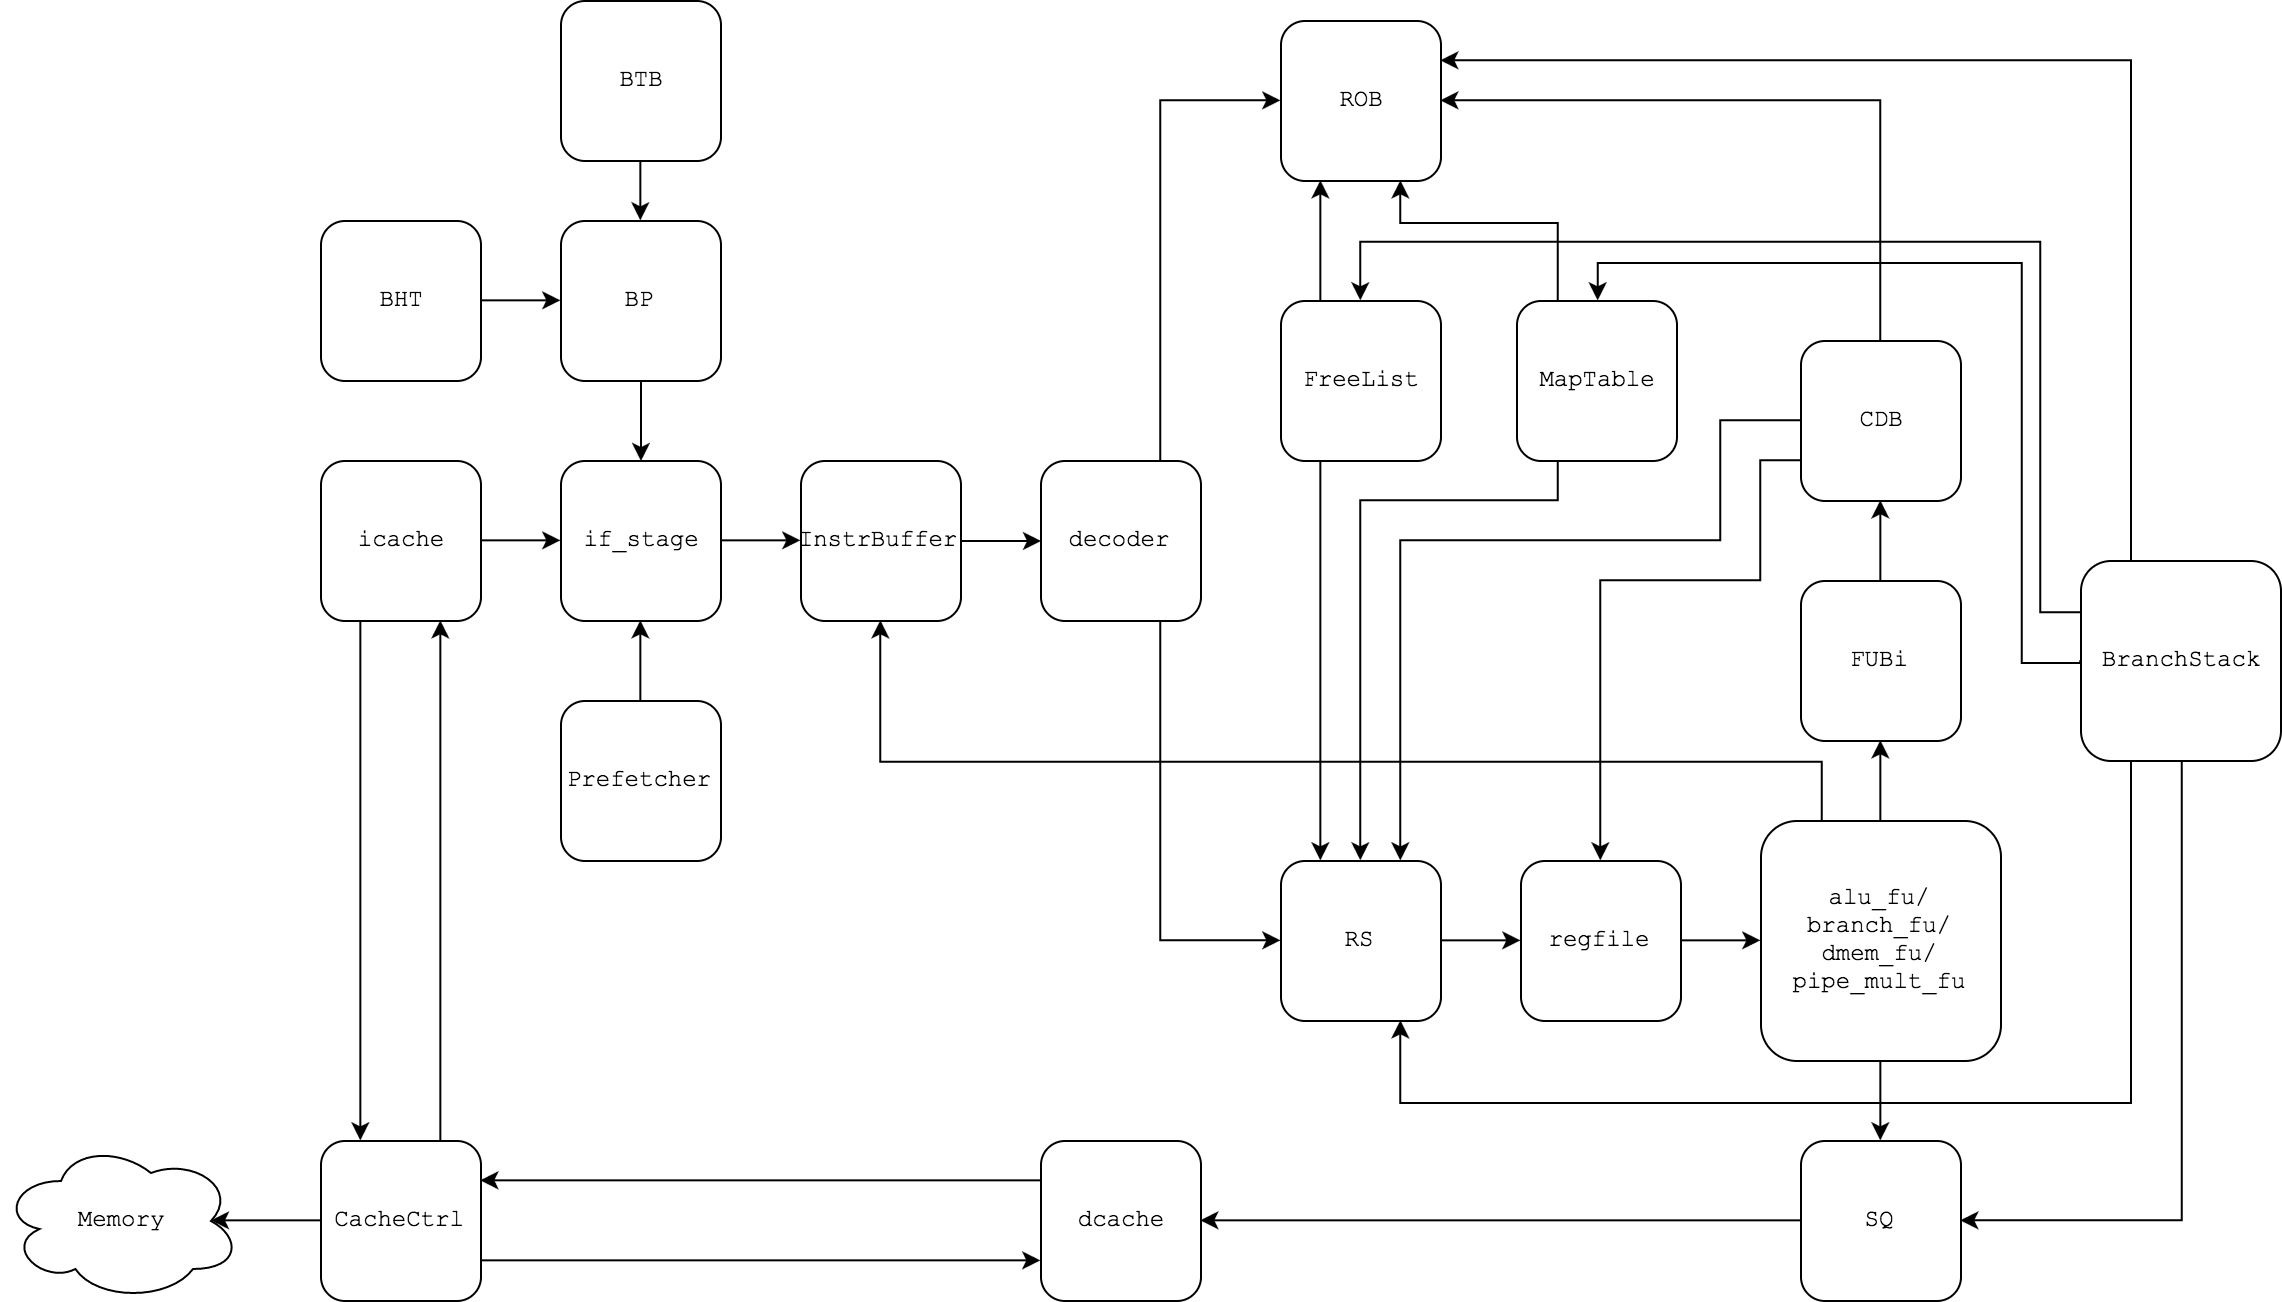 BTB
ROB
BHT
BP
FreeList
MapTable
CDB
icache
if_stage
InstrBuffer
decoder
FUBi
BranchStack
Prefetcher
RS
regfile
alu_fu/
branch_fu/
dmem_fu/
pipe_mult_fu
Memory
CacheCtrl
dcache
SQ